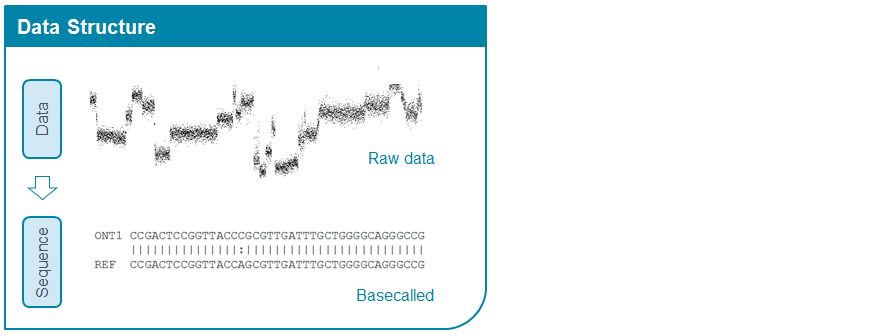 Data Structure
Data
Raw data
Sequence
ONT1 CCGACTCCGGTTACCCGCGTTGATTTGCTGGGGCAGGGCCG
|||||||||||||||:|||||||||||||||||||||||||
REF CCGACTCCGGTTACCAGCGTTGATTTGCTGGGGCAGGGCCG
Basecalled